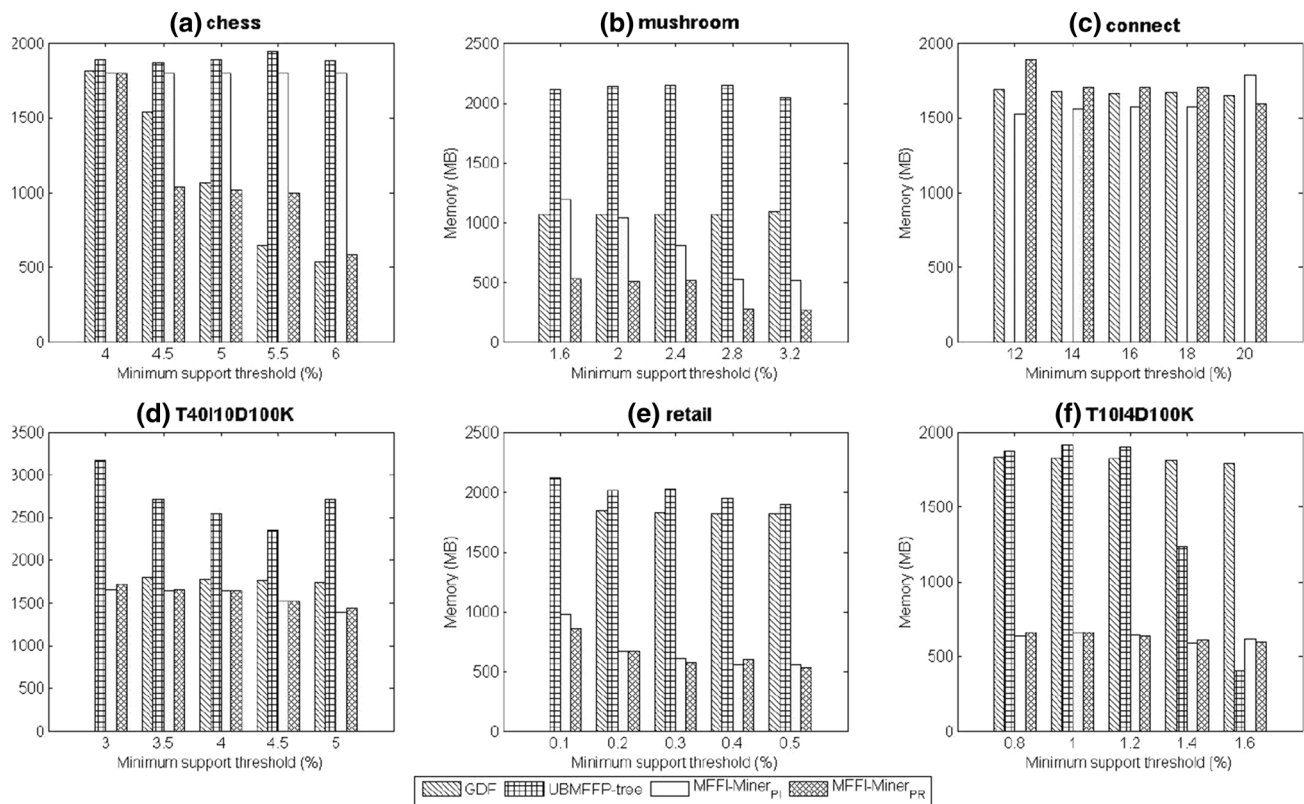 (a) chess
2000
1500
1000
500
0
4 4.5 5 5.5 6
Minimum support threshold (%)
(b) mushroom
Memory (MB)
2500
2000
1500
1000
500
0
1.6 2 2.4 2.8 3.2
Minimum support threshold (%)
(c) connect
Memory (MB)
2000
1500
1000
500
0
12 14 16 18 20
Minimum support threshold (%)
(d) T40I10D100K
3500
3000
2500
2000
1500
1000
500
0
3 3.5 4 4.5 5
Minimum support threshold (%)
(e) retail
Memory (MB)
2500
2000
1500
1000
500
0
0.1 0.2 0.3 0.4 0.5
Minimum support threshold (%)
(f) T10I4D100K
Memory (MB)
2000
1500
1000
500
0
0.8 1 1.2 1.4 1.6
Minimum support threshold (%)
GDF UBMFFP-tree MFFI-Miner PI MFFI-Miner PR